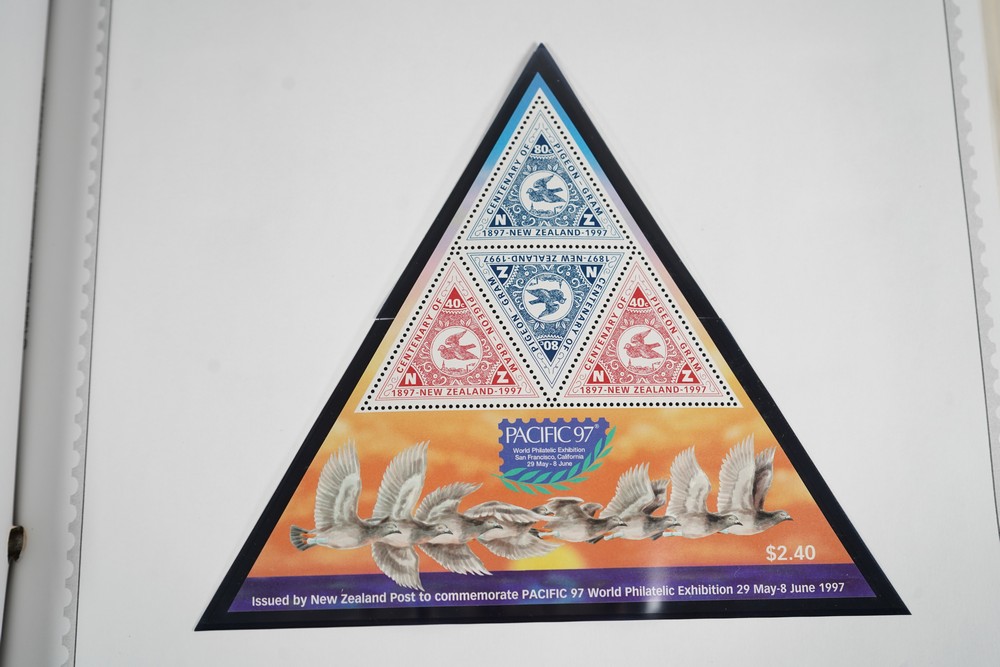 80c
CENTENARY OF
PIGEON-GRAM
N Z
1897-NEW ZEALAND-1997
1897-NEW ZEALAND-1997
Z N
PIGEON-GRAM
CENTENARY OF
80c
40c
CENTENARY OF
PIGEON-GRAM
N Z
1897-NEW ZEALAND-1997
40c
CENTENARY OF
PIGEON-GRAM
N Z
1897-NEW ZEALAND-1997
PACIFIC 97®
World Philatelic Exhibition
San Francisco, California
29 May - 8 June
$2.40
Issued by New Zealand Post to commemorate PACIFIC 97 World Philatelic Exhibition 29 May-8 June 1997